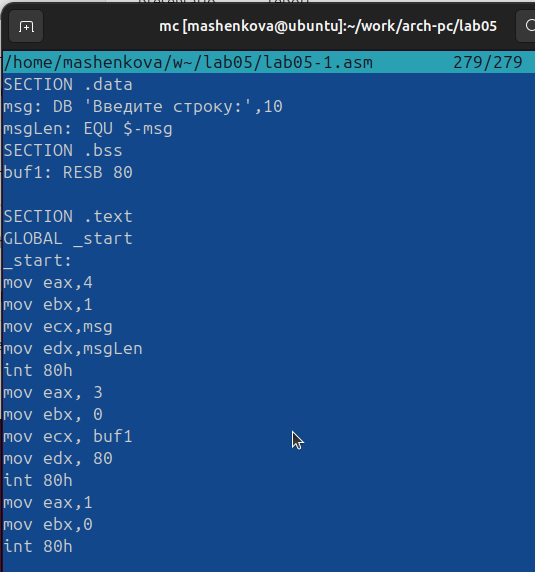 mc [mashenkova@ubuntu]:~/work/arch-pc/lab05
/home/mashenkova/w~/lab05/lab05-1.asm 279/279
SECTION .data
msg: DB 'Введите строку:',10
msgLen: EQU $-msg
SECTION .bss
buf1: RESB 80
SECTION .text
GLOBAL _start
_start:
mov eax,4
mov ebx,1
mov ecx,msg
mov edx,msgLen
int 80h
mov eax, 3
mov ebx, 0
mov ecx, buf1
mov edx, 80
int 80h
mov eax,1
mov ebx,0
int 80h